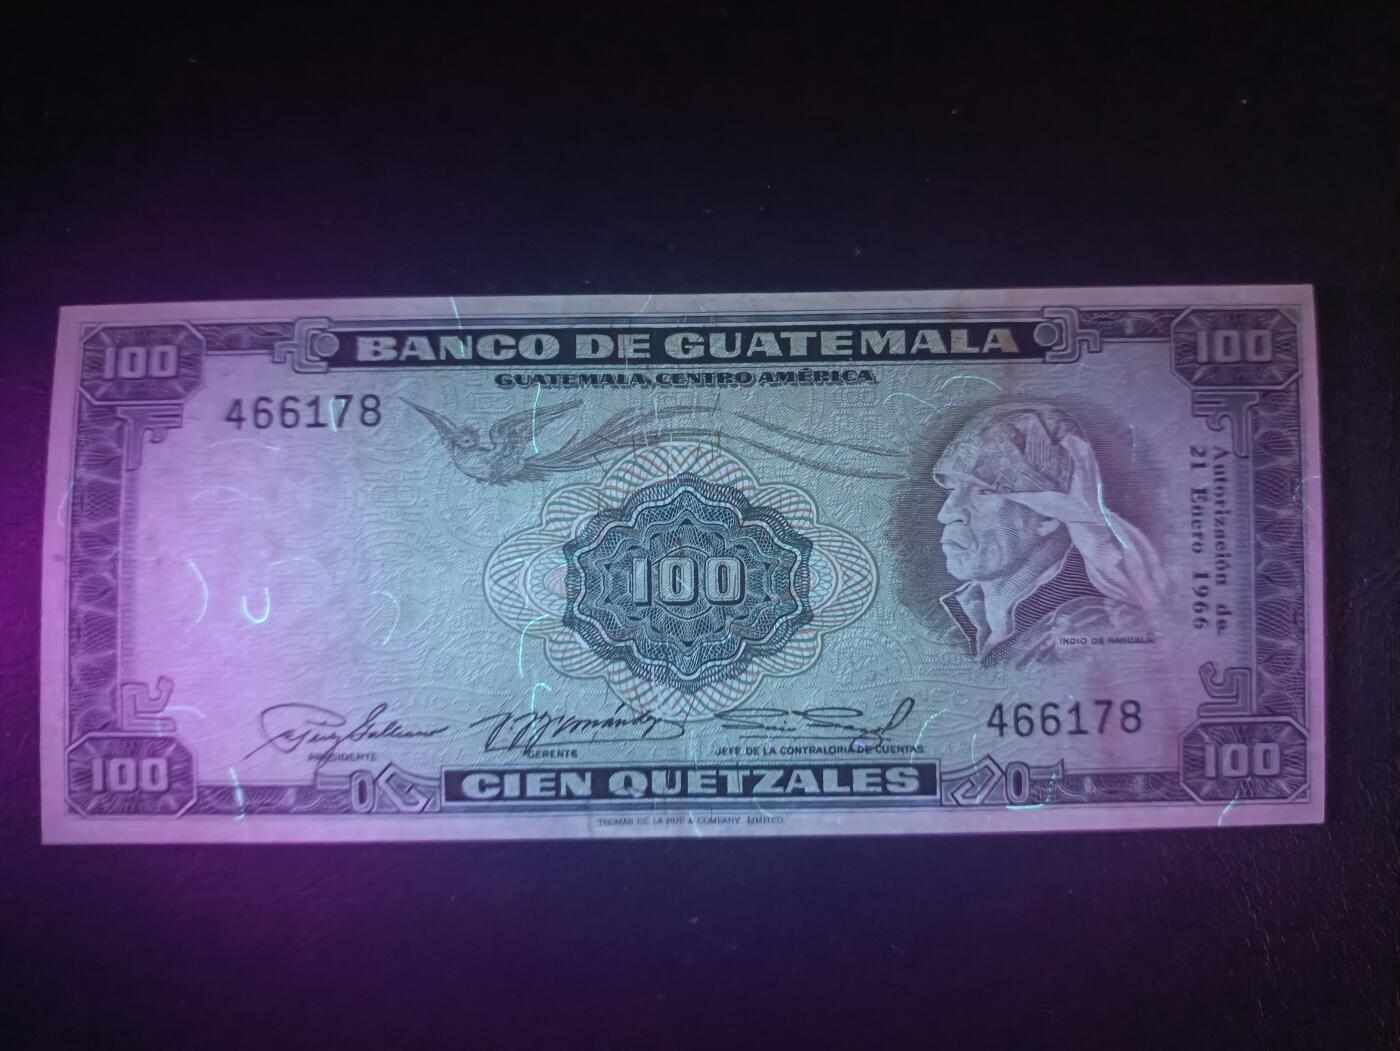 100
BANCO DE GUATEMALA
100
GUATEMALA, CENTRO AMÉRICA
466178
Autorización de
21 Enero 1966
100
INDIO DE NAHUALÁ
466178
PRESIDENTE
GERENTE
JEFE DE LA CONTRALORIA DE CUENTAS
100
CIEN QUETZALES
100
THOMAS DE LA RUE & COMPANY LIMITED